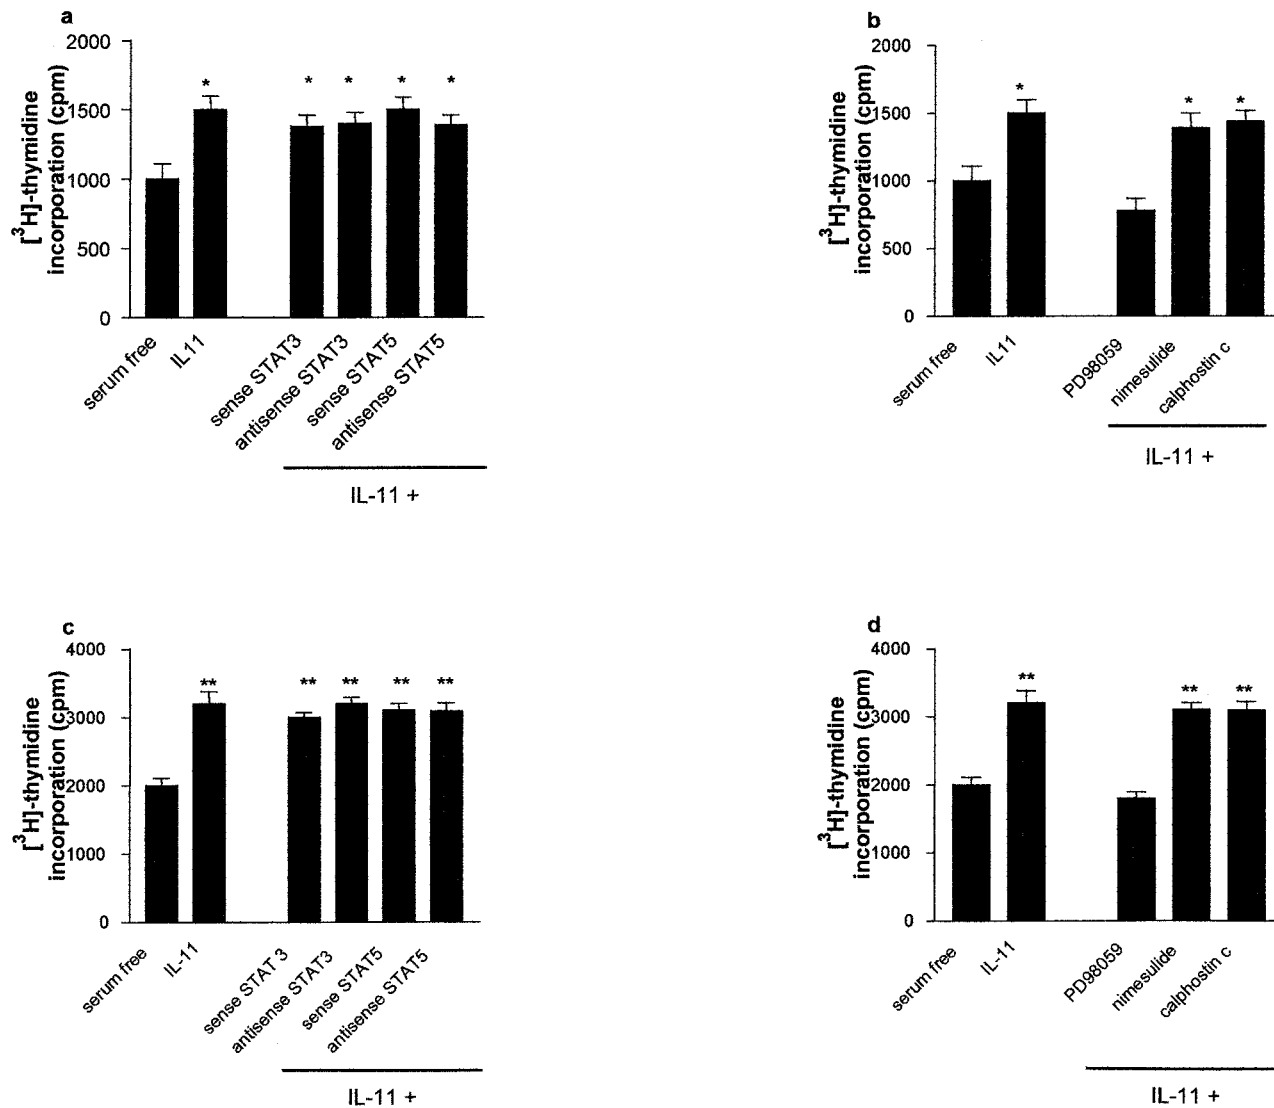 a
2000
1500
1000
500
0
[3H]-thymidine
incorporation (cpm)
*
*
*
*
*
serum free
IL11
sense STAT3
antisense STAT3
sense STAT5
antisense STAT5
IL-11 +
b
2000
1500
1000
500
0
[3H]-thymidine
incorporation (cpm)
*
*
*
serum free
IL11
PD98059
nimesulide
calphostin c
IL-11 +
c
4000
3000
2000
1000
0
[3H]-thymidine
incorporation (cpm)
**
**
**
**
**
serum free
IL-11
sense STAT 3
antisense STAT3
sense STAT5
antisense STAT5
IL-11 +
d
4000
3000
2000
1000
0
[3H]-thymidine
incorporation (cpm)
**
**
**
serum free
IL-11
PD98059
nimesulide
calphostin c
IL-11 +